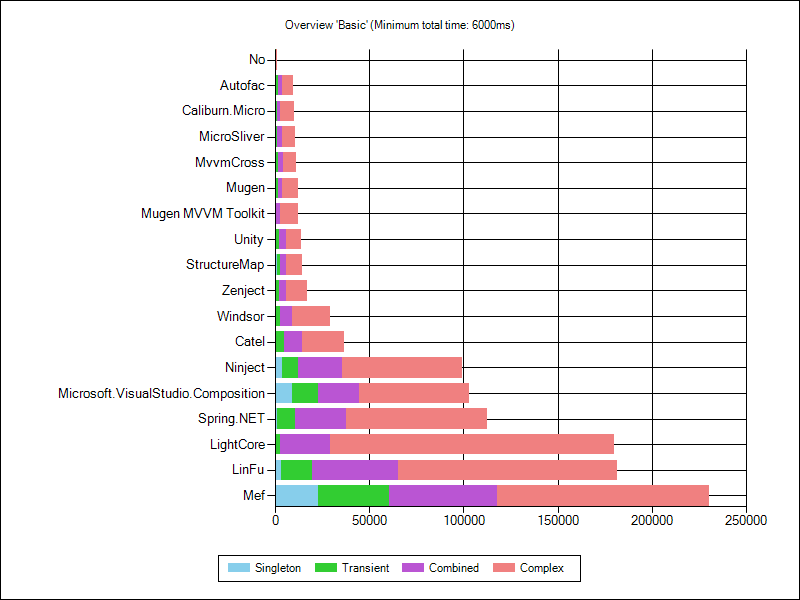 Overview 'Basic' (Minimum total time: 6000ms)
No
Autofac
Caliburn.Micro
MicroSliver
MvvmCross
Mugen
Mugen MVVM Toolkit
Unity
StructureMap
Zenject
Windsor
Catel
Ninject
Microsoft.VisualStudio.Composition
Spring.NET
LightCore
LinFu
Mef
0 50000 100000 150000 200000 250000
Singleton Transient Combined Complex